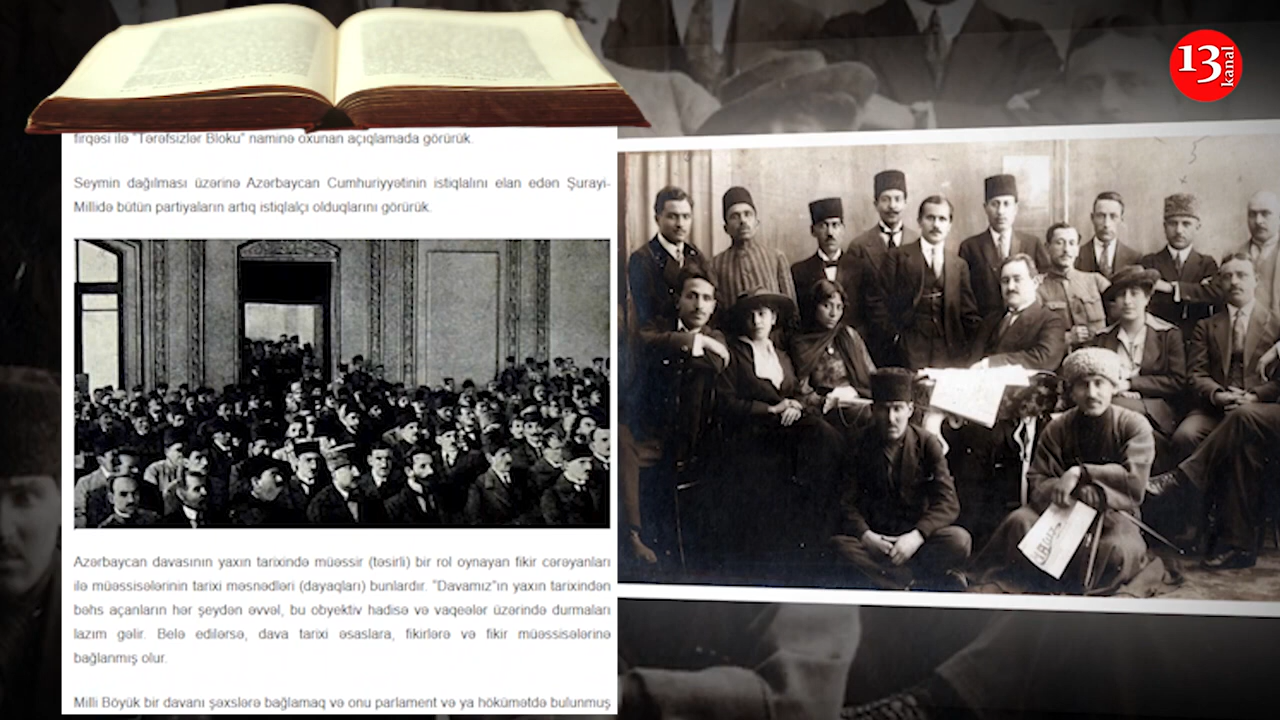 13
kanal
firqəsi ilə "Tərəfsizlər Bloku" naminə oxunan açıqlamada görürük.
Seymin dağılması üzərinə Azərbaycan Cumhuriyyətinin istiqlalını elan edən Şurayi-
Millidə bütün partiyaların artıq istiqlalçı olduqlarını görürük.
Azərbaycan davasının yaxın tarixində müəssir (təsirli) bir rol oynayan fikir cərəyanları
ilə müəssisələrinin tarixi məsnədləri (dayaqları) bunlardır. "Davamız"in yaxın tarixindən
bəhs açanların hər şeydən əvvəl, bu obyektiv hadisə və vaqeələr üzərində durmaları
lazım gəlir. Belə edilərsə, dava tarixi əsaslara, fikirlərə və fikir müəssisələrinə
bağlanmış olur.
Milli Böyük bir davanı şəxslərə bağlamaq və onu parlament və ya hökümətdə bulunmuş